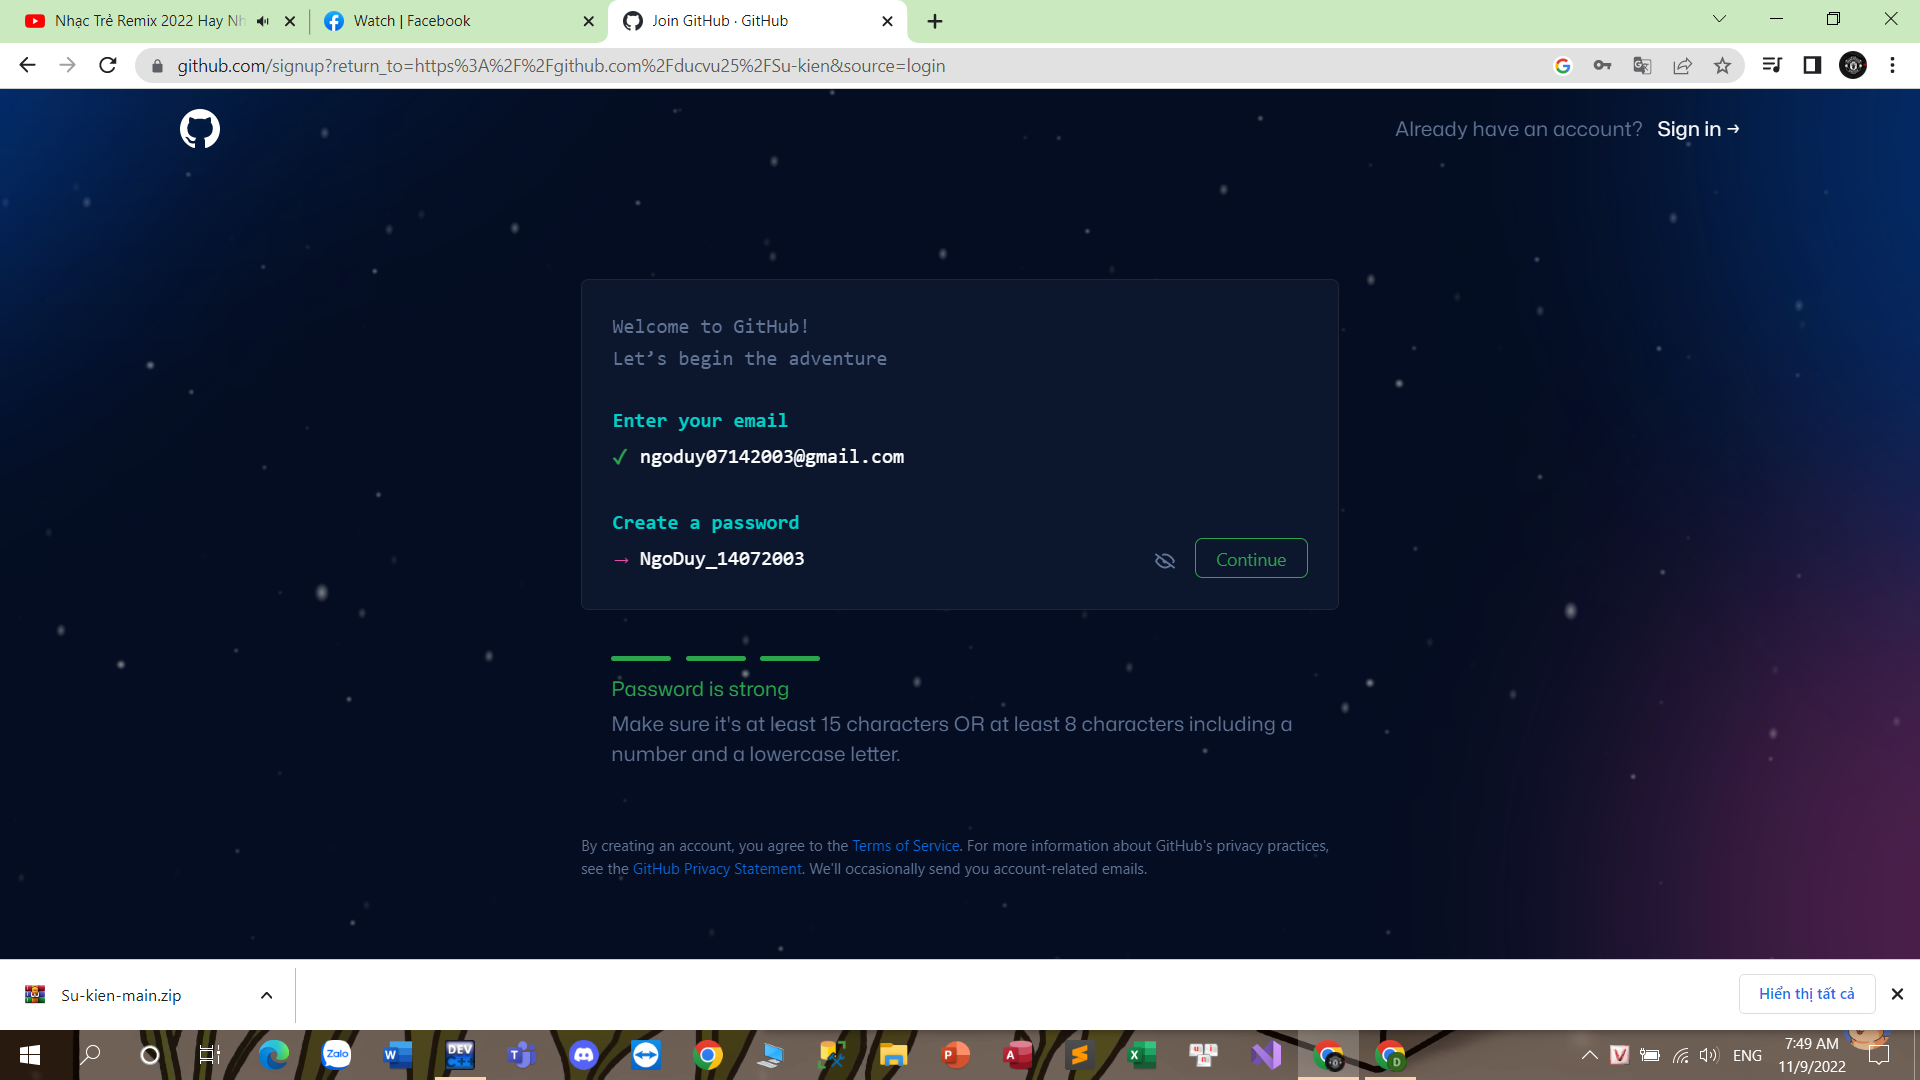 Nhạc Trẻ Remix 2022 Hay Nh
Watch | Facebook
Join GitHub · GitHub
github.com/signup?return_to=https%3A%2F%2Fgithub.com%2Fducvu25%2FSu-kien&source=login
Already have an account? Sign in →
Welcome to GitHub!
Let’s begin the adventure
Enter your email
✓ ngoduy07142003@gmail.com
Create a password
→ NgoDuy_14072003
Continue
Password is strong
Make sure it's at least 15 characters OR at least 8 characters including a
number and a lowercase letter.
By creating an account, you agree to the Terms of Service. For more information about GitHub's privacy practices,
see the GitHub Privacy Statement. We'll occasionally send you account-related emails.
Su-kien-main.zip
Hiển thị tất cả
Zalo
DEV
ENG
7:49 AM
11/9/2022